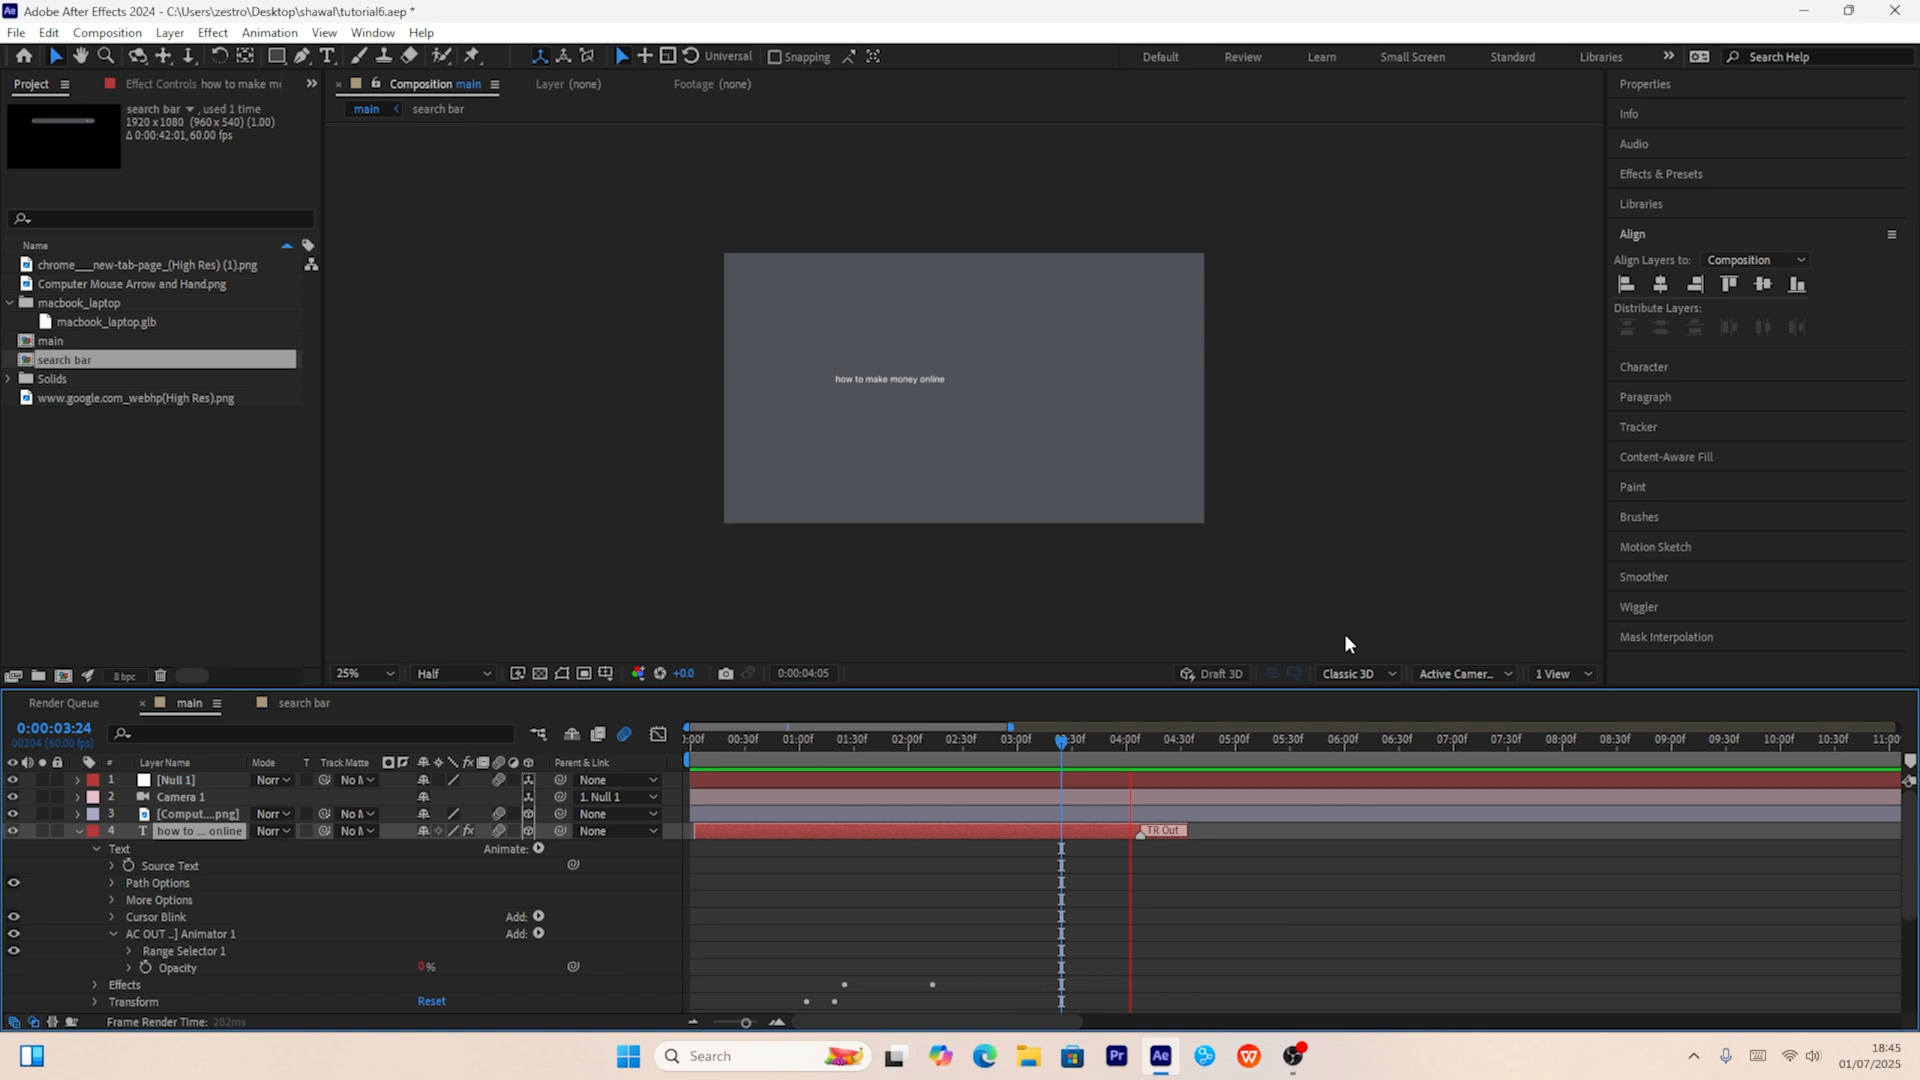 Adobe After Effects 2024 - C:\Users\zestro\Desktop\shawal\tutorial6.aep *
File Edit Composition Layer Effect Animation View Window Help
Universal Snapping Default Review Learn Small Screen Standard Libraries Search Help
Project Effect Controls how to make m
Composition main Layer (none) Footage (none)
main search bar
search bar , used 1 time
1920 x 1080 (960 x 540) (1.00)
Δ 0:00:42:01, 60.00 fps
Name
chrome___new-tab-page_(High Res) (1).png
Computer Mouse Arrow and Hand.png
macbook_laptop
macbook_laptop.glb
main
search bar
Solids
www.google.com_webhp(High Res).png
how to make money online
Properties
Info
Audio
Effects & Presets
Libraries
Align
Align Layers to: Composition
Distribute Layers:
Character
Paragraph
Tracker
Content-Aware Fill
Paint
Brushes
Motion Sketch
Smoother
Wiggler
Mask Interpolation
8 bpc 25% Half +0.0 0:00:04:05 Draft 3D Classic 3D Active Camer... 1 View
Render Queue main search bar
0:00:03:24
00204 (60.00 fps)
:00f 00:30f 01:00f 01:30f 02:00f 02:30f 03:00f 03:30f 04:00f 04:30f 05:00f 05:30f 06:00f 06:30f 07:00f 07:30f 08:00f 08:30f 09:00f 09:30f 10:00f 10:30f 11:00
# Layer Name Mode T Track Matte fx Parent & Link
1 [Null 1] Norr No M None
2 Camera 1 1. Null 1
3 [Comput....png] Norr No M None
4 T how to ... online Norr No M fx None TR Out
Text Animate:
Source Text
Path Options
More Options
Cursor Blink Add:
AC OUT ..] Animator 1 Add:
Range Selector 1
Opacity 0%
Effects
Transform Reset
Frame Render Time: 282ms
Search Pr Ae W
18:45
01/07/2025